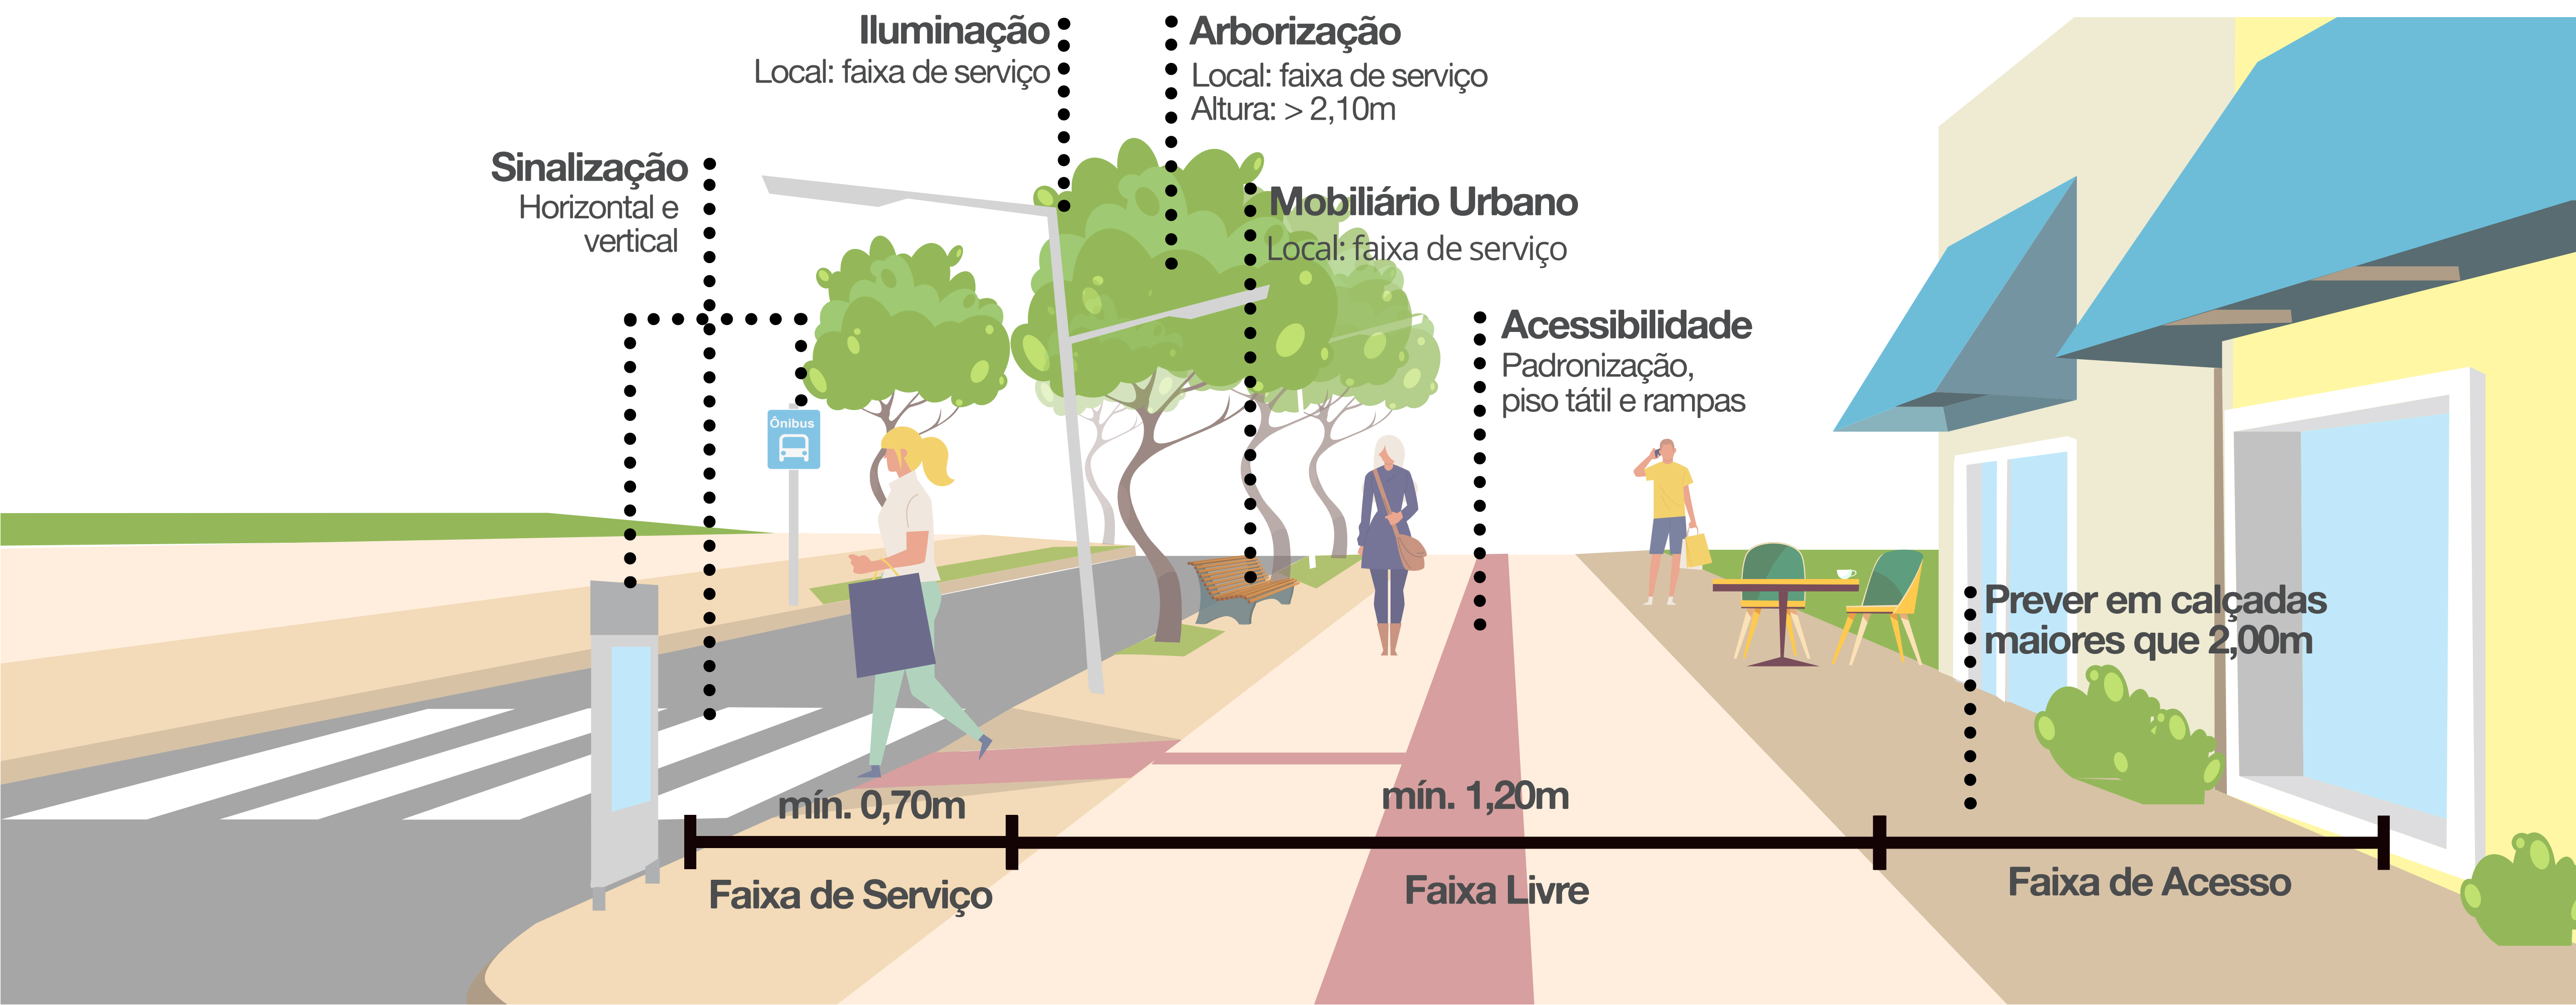 Iluminação
Local: faixa de serviço
Arborização
Local: faixa de serviço
Altura: > 2,10m
Sinalização
Horizontal e
vertical
Mobiliário Urbano
Local: faixa de serviço
Acessibilidade
Padronização,
piso tátil e rampas
Ônibus
Prever em calçadas
maiores que 2,00m
mín. 0,70m
mín. 1,20m
Faixa de Serviço
Faixa Livre
Faixa de Acesso